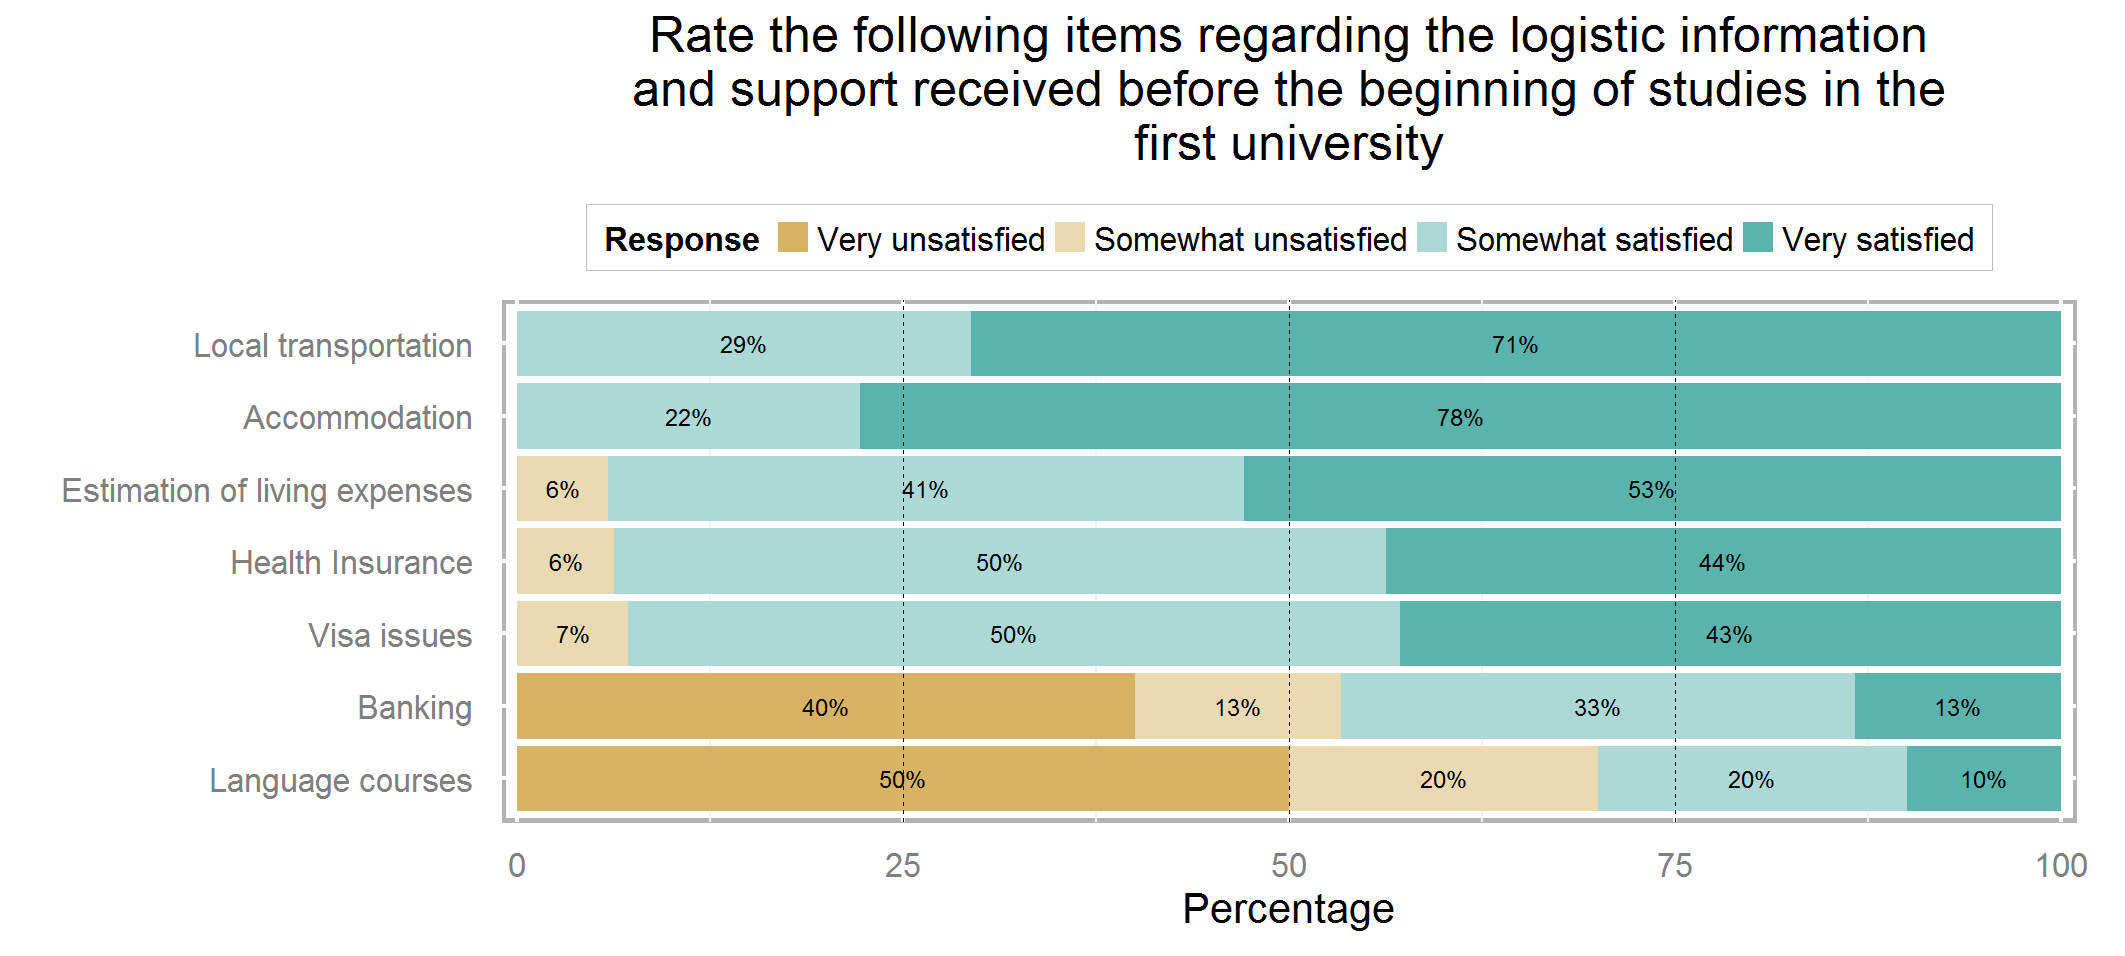 Rate the following items regarding the logistic information
and support received before the beginning of studies in the
first university
Response Very unsatisfied Somewhat unsatisfied Somewhat satisfied Very satisfied
Local transportation 29% 71%
Accommodation 22% 78%
Estimation of living expenses 6% 41% 53%
Health Insurance 6% 50% 44%
Visa issues 7% 50% 43%
Banking 40% 13% 33% 13%
Language courses 50% 20% 20% 10%
0 25 50 75 100
Percentage